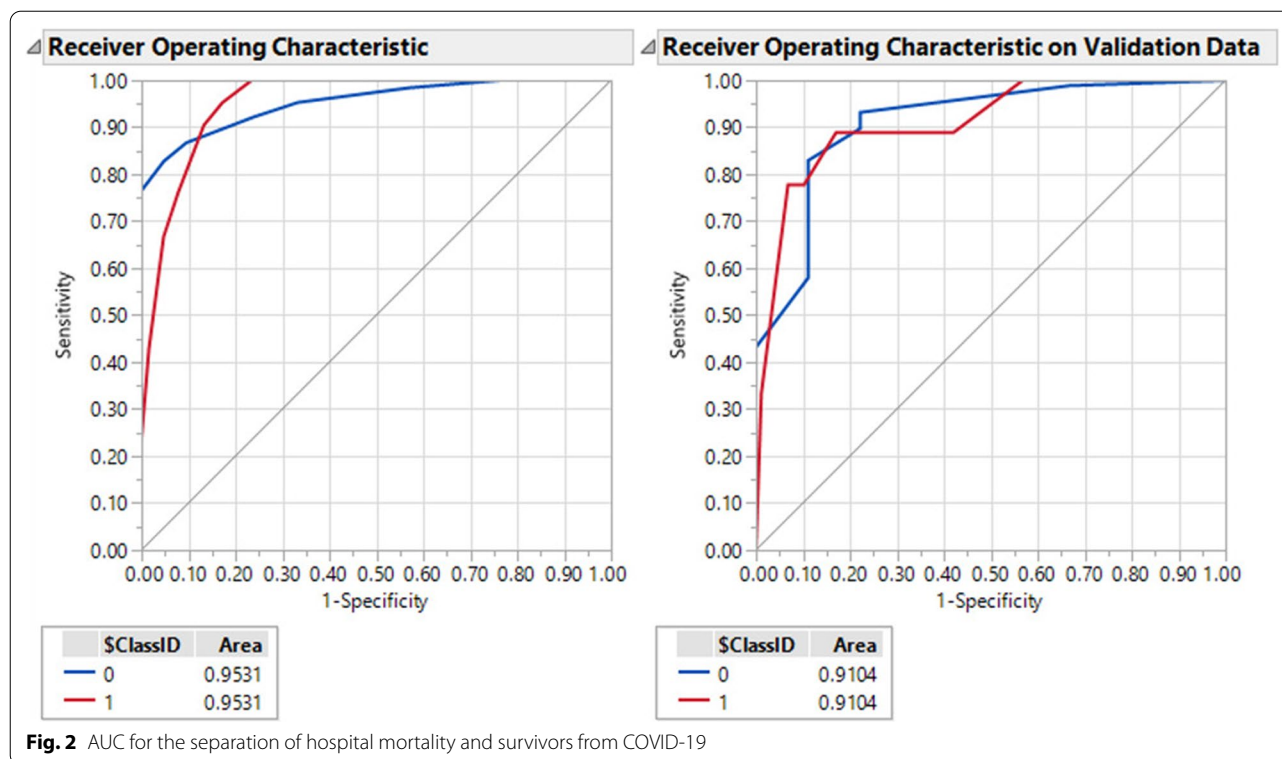 Receiver Operating Characteristic
1.00
0.90
0.80
0.70
0.60
0.50
0.40
0.30
0.20
0.10
0.00
Sensitivity
0.00 0.10 0.20 0.30 0.40 0.50 0.60 0.70 0.80 0.90 1.00
1-Specificity
$ClassID Area
0 0.9531
1 0.9531
Receiver Operating Characteristic on Validation Data
1.00
0.90
0.80
0.70
0.60
0.50
0.40
0.30
0.20
0.10
0.00
Sensitivity
0.00 0.10 0.20 0.30 0.40 0.50 0.60 0.70 0.80 0.90 1.00
1-Specificity
$ClassID Area
0 0.9104
1 0.9104
Fig. 2 AUC for the separation of hospital mortality and survivors from COVID-19